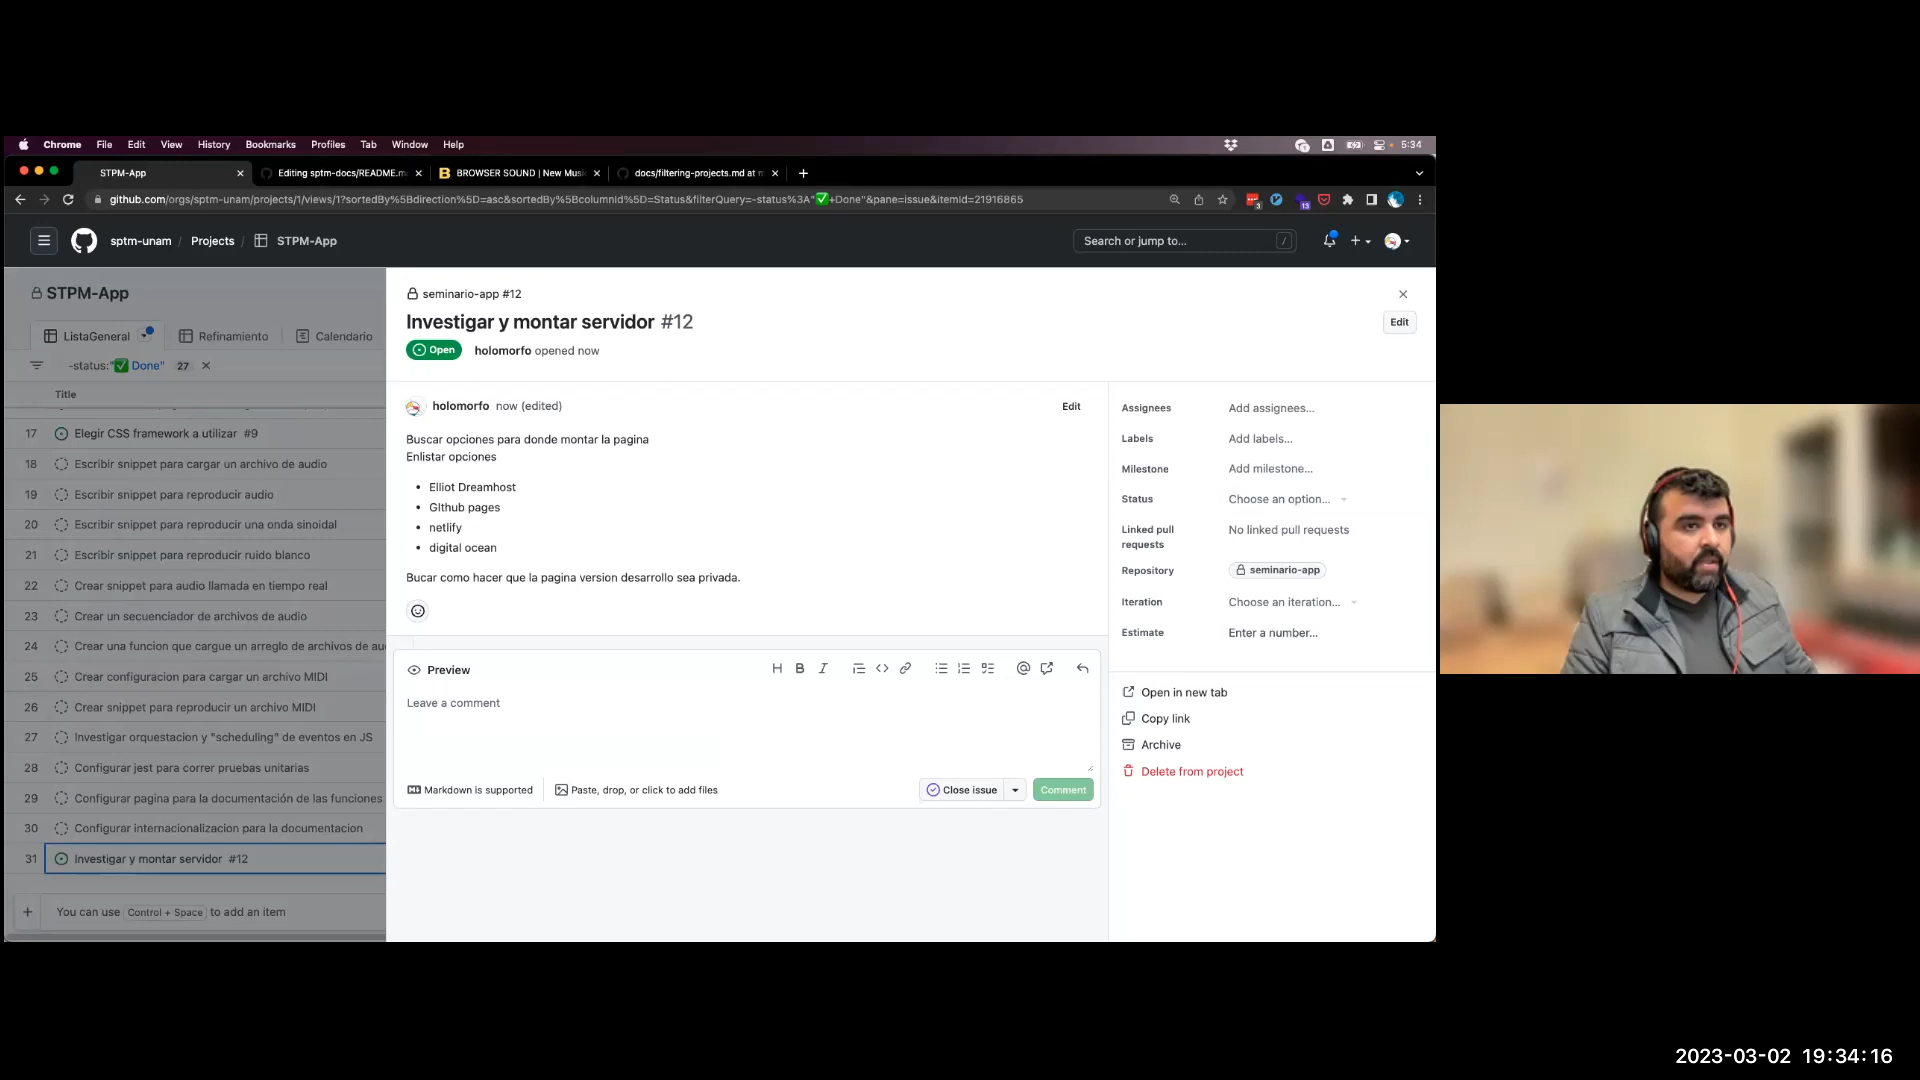 Chrome File Edit View History Bookmarks Profiles Tab Window Help 5:34
STPM-App
Editing sptm-docs/README.m
BROWSER SOUND | New Musi
docs/filtering-projects.md at m
github.com/orgs/sptm-unam/projects/1/views/1?sortedBy%5Bdirection%5D=asc&sortedBy%5BcolumnId%5D=Status&filterQuery=-status%3A"✅+Done"&pane=issue&itemId=21916865
3
13
sptm-unam / Projects / STPM-App
Search or jump to... /
STPM-App
ListaGeneral
Refinamiento
Calendario
-status:"✅ Done" 27
Title
17 Elegir CSS framework a utilizar #9
18 Escribir snippet para cargar un archivo de audio
19 Escribir snippet para reproducir audio
20 Escribir snippet para reproducir una onda sinoidal
21 Escribir snippet para reproducir ruido blanco
22 Crear snippet para audio llamada en tiempo real
23 Crear un secuenciador de archivos de audio
24 Crear una funcion que cargue un arreglo de archivos de au
25 Crear configuracion para cargar un archivo MIDI
26 Crear snippet para reproducir un archivo MIDI
27 Investigar orquestacion y "scheduling" de eventos en JS
28 Configurar jest para correr pruebas unitarias
29 Configurar pagina para la documentación de las funciones
30 Configurar internacionalizacion para la documentacion
31 Investigar y montar servidor #12
You can use Control + Space to add an item
seminario-app #12
Investigar y montar servidor #12
Edit
Open
holomorfo opened now
holomorfo now (edited)
Edit
Buscar opciones para donde montar la pagina
Enlistar opciones
• Elliot Dreamhost
• GIthub pages
• netlify
• digital ocean
Bucar como hacer que la pagina version desarrollo sea privada.
Preview
Leave a comment
Markdown is supported
Paste, drop, or click to add files
Close issue
Comment
Assignees Add assignees...
Labels Add labels...
Milestone Add milestone...
Status Choose an option...
Linked pull requests No linked pull requests
Repository seminario-app
Iteration Choose an iteration...
Estimate Enter a number...
Open in new tab
Copy link
Archive
Delete from project
2023-03-02 19:34:16